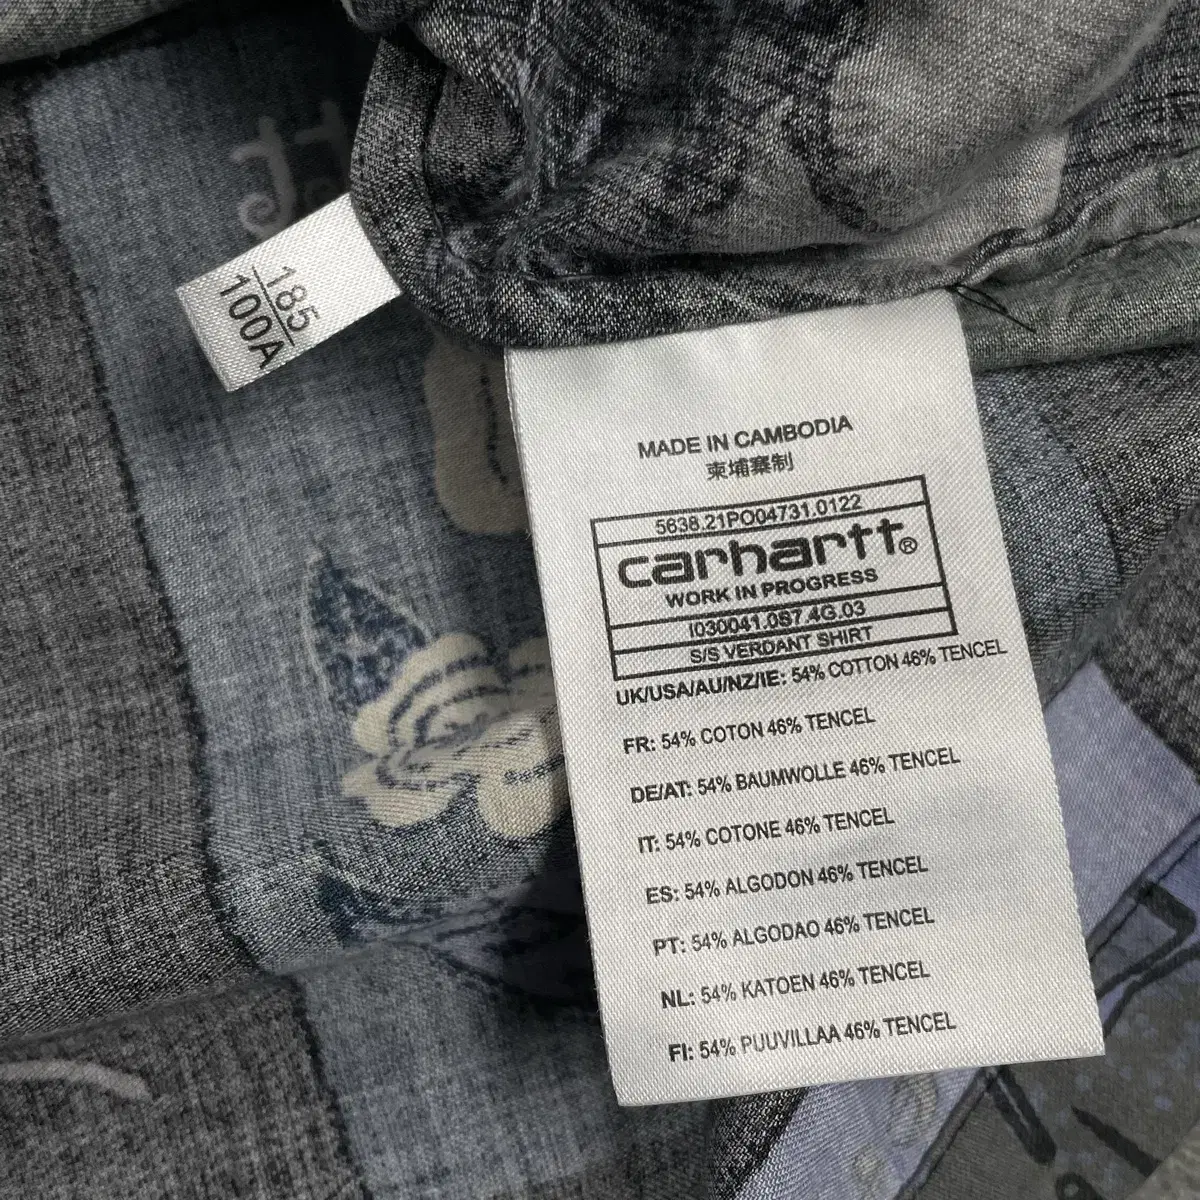 185
100A
MADE IN CAMBODIA
柬埔寨制
5638.21PO04731.0122
carhartt®
WORK IN PROGRESS
I030041.0S7.4G.03
S/S VERDANT SHIRT
UK/USA/AU/NZ/IE: 54% COTTON 46% TENCEL
FR: 54% COTON 46% TENCEL
DE/AT: 54% BAUMWOLLE 46% TENCEL
IT: 54% COTONE 46% TENCEL
ES: 54% ALGODON 46% TENCEL
PT: 54% ALGODAO 46% TENCEL
NL: 54% KATOEN 46% TENCEL
FI: 54% PUUVILLAA 46% TENCEL